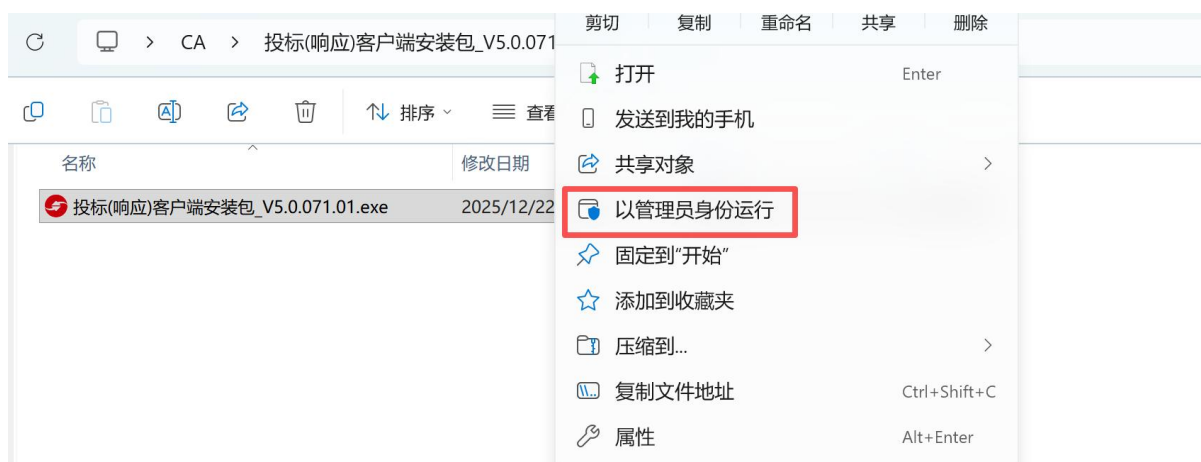 剪切 复制 重命名 共享 删除
CA 投标(响应)客户端安装包_V5.0.071
打开 Enter
排序 查看
发送到我的手机
名称 修改日期
共享对象
投标(响应)客户端安装包_V5.0.071.01.exe 2025/12/22
以管理员身份运行
固定到“开始”
添加到收藏夹
压缩到...
复制文件地址 Ctrl+Shift+C
属性 Alt+Enter